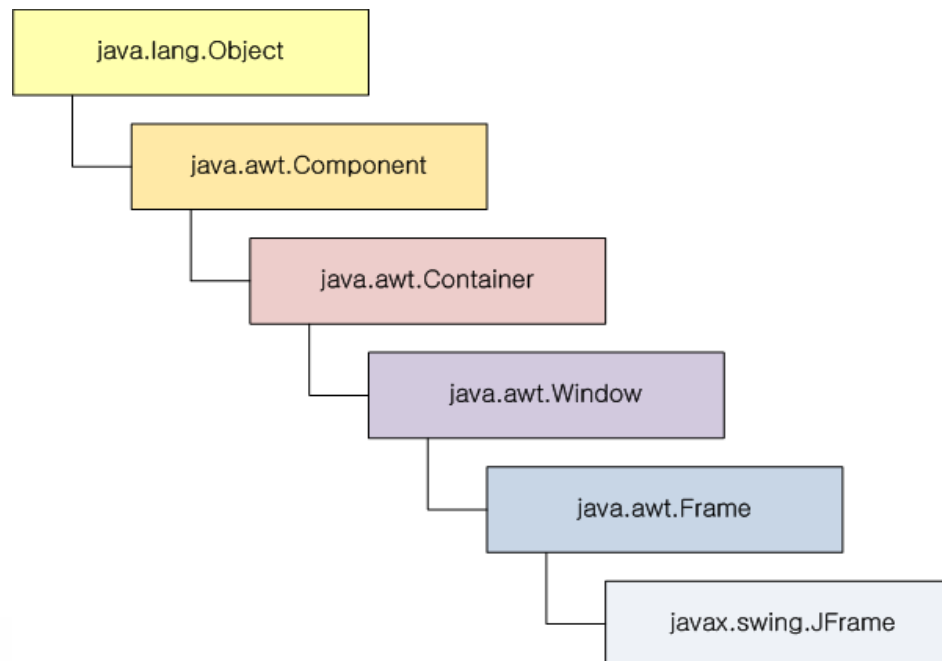 java.lang.Object
java.awt.Component
java.awt.Container
java.awt.Window
java.awt.Frame
javax.swing.JFrame